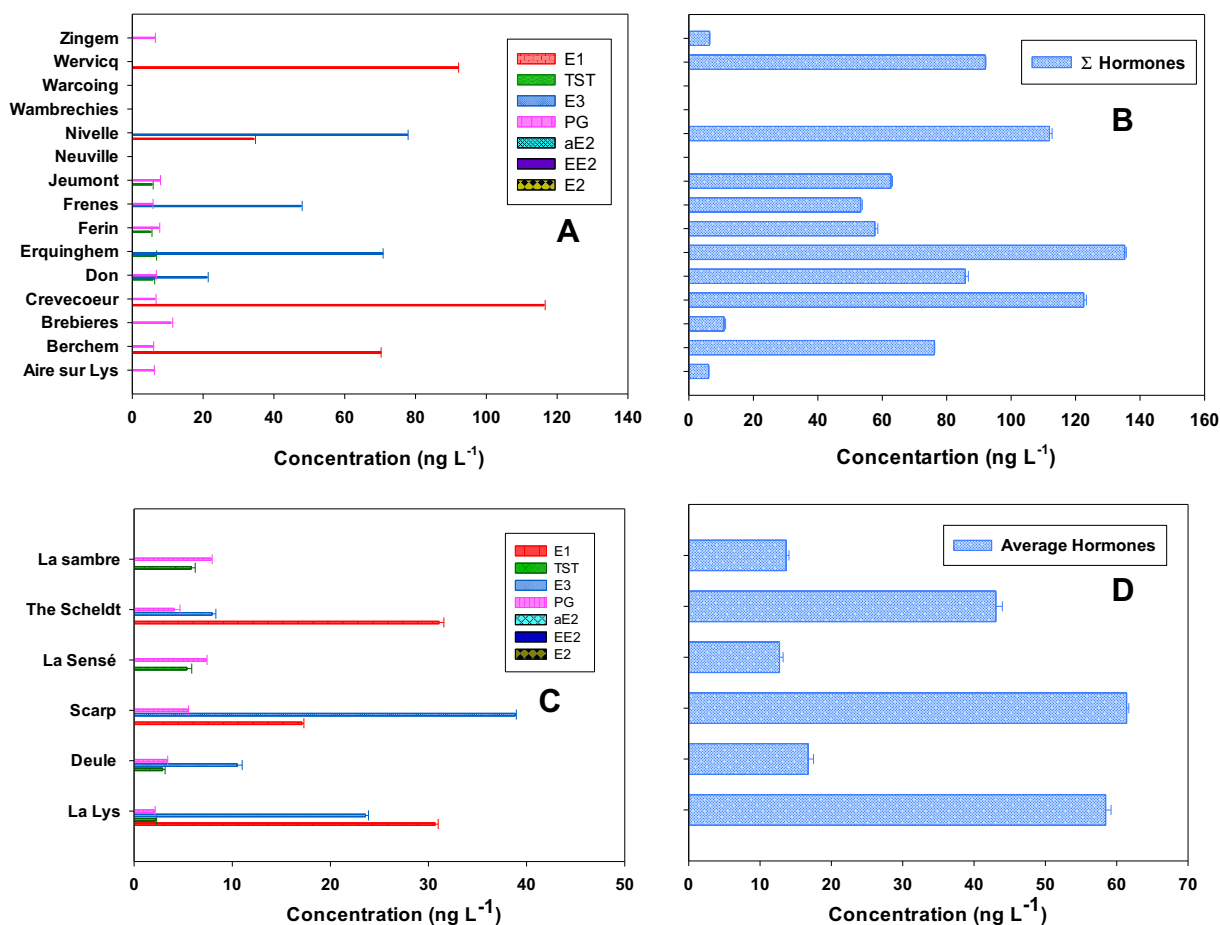 Zingem
Wervicq
Warcoing
Wambrechies
Nivelle
Neuville
Jeumont
Frenes
Ferin
Erquinghem
Don
Crevecoeur
Brebieres
Berchem
Aire sur Lys
E1
TST
E3
PG
aE2
EE2
E2
A
0 20 40 60 80 100 120 140
Concentration (ng L-1)
Σ Hormones
B
0 20 40 60 80 100 120 140 160
Concentartion (ng L-1)
La sambre
The Scheldt
La Sensé
Scarp
Deule
La Lys
E1
TST
E3
PG
aE2
EE2
E2
C
0 10 20 30 40 50
Concentration (ng L-1)
Average Hormones
D
0 10 20 30 40 50 60 70
Concentration (ng L-1)